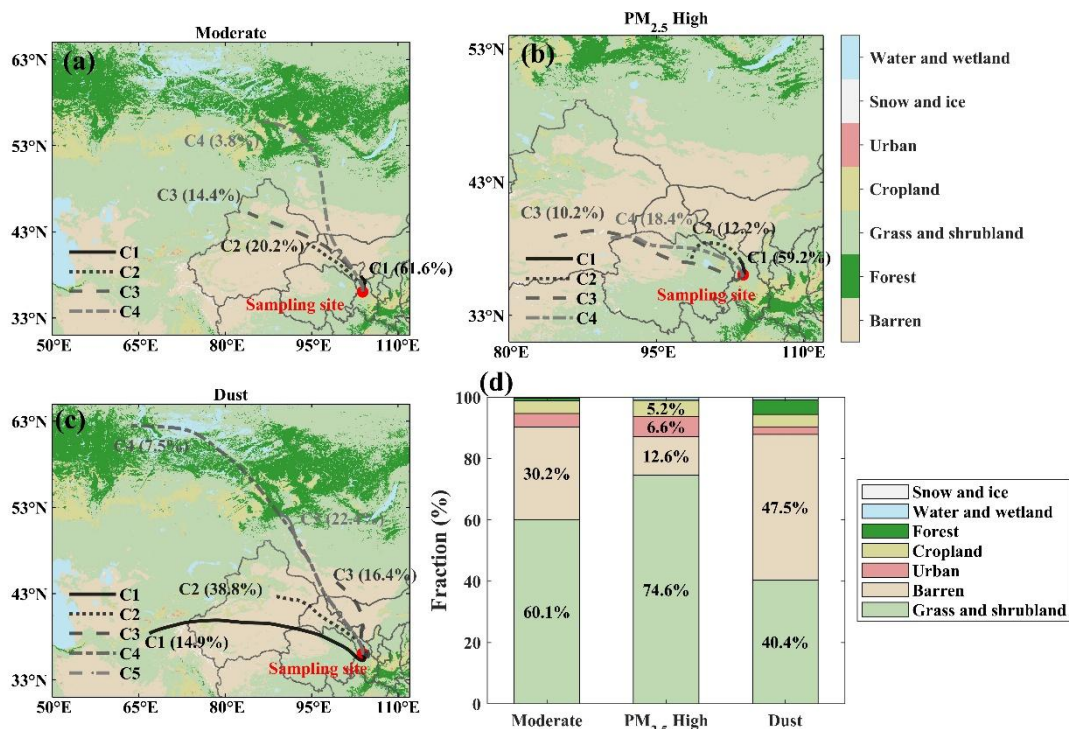 Moderate
(a)
63°N
53°N
43°N
33°N
50°E
65°E
80°E
95°E
110°E
C4 (3.8%)
C3 (14.4%)
C2 (20.2%)
C1 (61.6%)
C1
C2
C3
C4
Sampling site
PM2.5 High
(b)
53°N
43°N
33°N
80°E
95°E
110°E
C3 (10.2%)
C4 (18.4%)
C2 (12.2%)
C1 (59.2%)
C1
C2
C3
C4
Sampling site
Water and wetland
Snow and ice
Urban
Cropland
Grass and shrubland
Forest
Barren
Dust
(c)
63°N
53°N
43°N
33°N
50°E
65°E
80°E
95°E
110°E
C4 (7.5%)
C3 (16.4%)
C2 (38.8%)
C1 (14.9%)
C1
C2
C3
C4
C5
Sampling site
(d)
Fraction (%)
100
80
60
40
20
0
30.2%
60.1%
5.2%
6.6%
12.6%
74.6%
47.5%
40.4%
Moderate
PM2.5 High
Dust
Snow and ice
Water and wetland
Forest
Cropland
Urban
Barren
Grass and shrubland